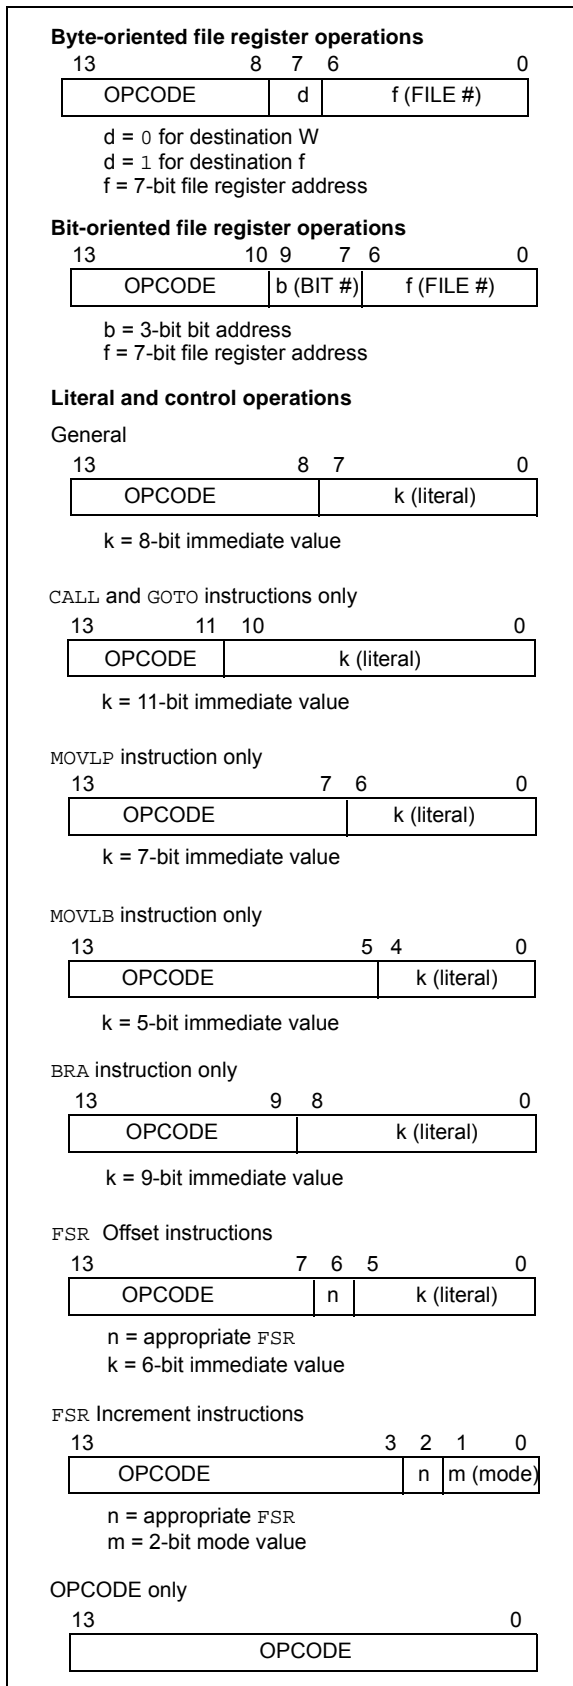 Byte-oriented file register operations
13 8 7 6 0
OPCODE d f (FILE #)
d = 0 for destination W
d = 1 for destination f
f = 7-bit file register address
Bit-oriented file register operations
13 10 9 7 6 0
OPCODE b (BIT #) f (FILE #)
b = 3-bit bit address
f = 7-bit file register address
Literal and control operations
General
13 8 7 0
OPCODE k (literal)
k = 8-bit immediate value
CALL and GOTO instructions only
13 11 10 0
OPCODE k (literal)
k = 11-bit immediate value
MOVLP instruction only
13 7 6 0
OPCODE k (literal)
k = 7-bit immediate value
MOVLB instruction only
13 5 4 0
OPCODE k (literal)
k = 5-bit immediate value
BRA instruction only
13 9 8 0
OPCODE k (literal)
k = 9-bit immediate value
FSR Offset instructions
13 7 6 5 0
OPCODE n k (literal)
n = appropriate FSR
k = 6-bit immediate value
FSR Increment instructions
13 3 2 1 0
OPCODE n m (mode)
n = appropriate FSR
m = 2-bit mode value
OPCODE only
13 0
OPCODE